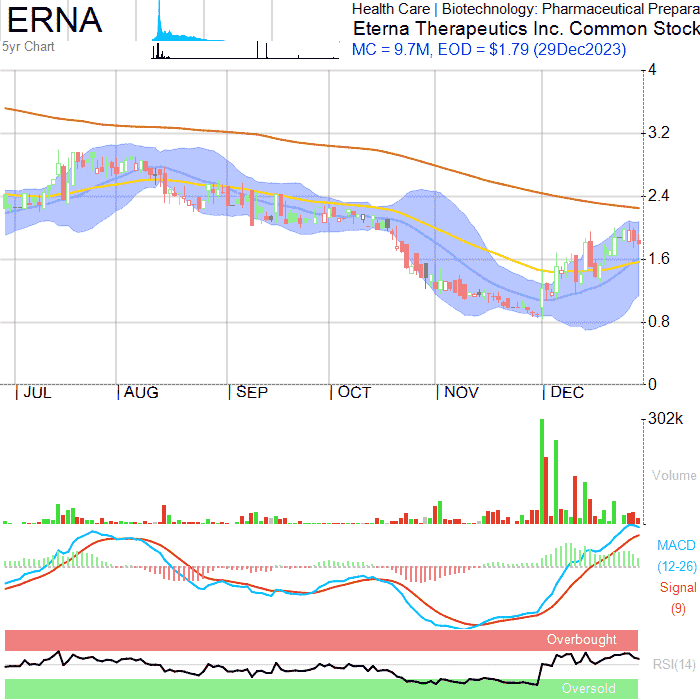 ERNA
Health Care | Biotechnology: Pharmaceutical Prepara
5yr Chart
Eterna Therapeutics Inc. Common Stock
MC = 9.7M, EOD = $1.79 (29Dec2023)
4
3.2
2.4
1.6
0.8
0
JUL AUG SEP OCT NOV DEC
302k
Volume
MACD
(12-26)
Signal
(9)
Overbought
RSI(14)
Oversold